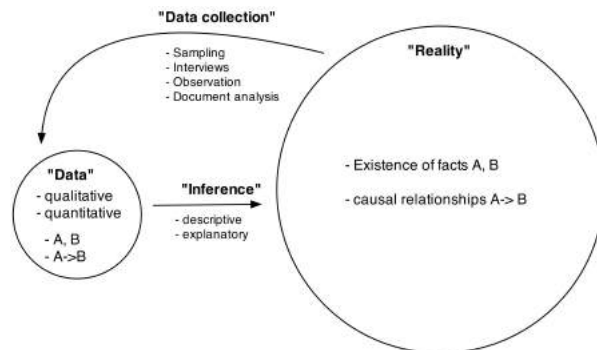 "Data collection"
- Sampling
- Interviews
- Observation
- Document analysis
"Reality"
- Existence of facts A, B
- causal relationships A-> B
"Data"
- qualitative
- quantitative
- A, B
- A->B
"Inference"
- descriptive
- explanatory